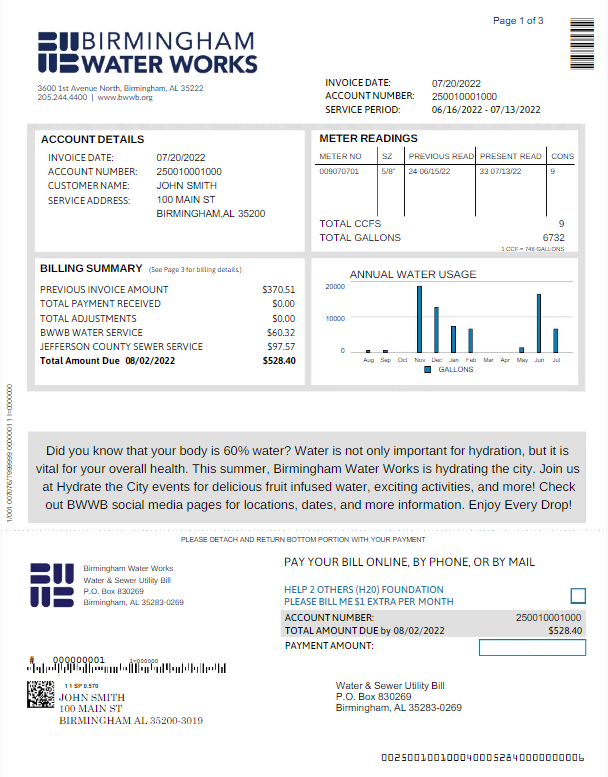 Page 1 of 3
BIRMINGHAM
WATER WORKS
3600 1st Avenue North, Birmingham, AL 35222
205.244.4400 | www.bwwb.org
INVOICE DATE: 07/20/2022
ACCOUNT NUMBER: 250010001000
SERVICE PERIOD: 06/16/2022 - 07/13/2022
ACCOUNT DETAILS
INVOICE DATE: 07/20/2022
ACCOUNT NUMBER: 250010001000
CUSTOMER NAME: JOHN SMITH
SERVICE ADDRESS: 100 MAIN ST
BIRMINGHAM,AL 35200
METER READINGS
METER NO SZ PREVIOUS READ PRESENT READ CONS
009070701 5/8" 24 06/15/22 33 07/13/22 9
TOTAL CCFS 9
TOTAL GALLONS 6732
1 CCF = 748 GALLONS
BILLING SUMMARY (See Page 3 for billing details.)
PREVIOUS INVOICE AMOUNT $370.51
TOTAL PAYMENT RECEIVED $0.00
TOTAL ADJUSTMENTS $0.00
BWWB WATER SERVICE $60.32
JEFFERSON COUNTY SEWER SERVICE $97.57
Total Amount Due 08/02/2022 $528.40
ANNUAL WATER USAGE
20000
10000
0
Aug Sep Oct Nov Dec Jan Feb Mar Apr May Jun Jul
GALLONS
Did you know that your body is 60% water? Water is not only important for hydration, but it is
vital for your overall health. This summer, Birmingham Water Works is hydrating the city. Join us
at Hydrate the City events for delicious fruit infused water, exciting activities, and more! Check
out BWWB social media pages for locations, dates, and more information. Enjoy Every Drop!
PLEASE DETACH AND RETURN BOTTOM PORTION WITH YOUR PAYMENT
Birmingham Water Works
Water & Sewer Utility Bill
P.O. Box 830269
Birmingham, AL 35283-0269
PAY YOUR BILL ONLINE, BY PHONE, OR BY MAIL
HELP 2 OTHERS (H20) FOUNDATION
PLEASE BILL ME $1 EXTRA PER MONTH
ACCOUNT NUMBER: 250010001000
TOTAL AMOUNT DUE by 08/02/2022 $528.40
PAYMENT AMOUNT:
# 000000001 I=000000
1 1 SP 0.570
JOHN SMITH
100 MAIN ST
BIRMINGHAM AL 35200-3019
Water & Sewer Utility Bill
P.O. Box 830269
Birmingham, AL 35283-0269